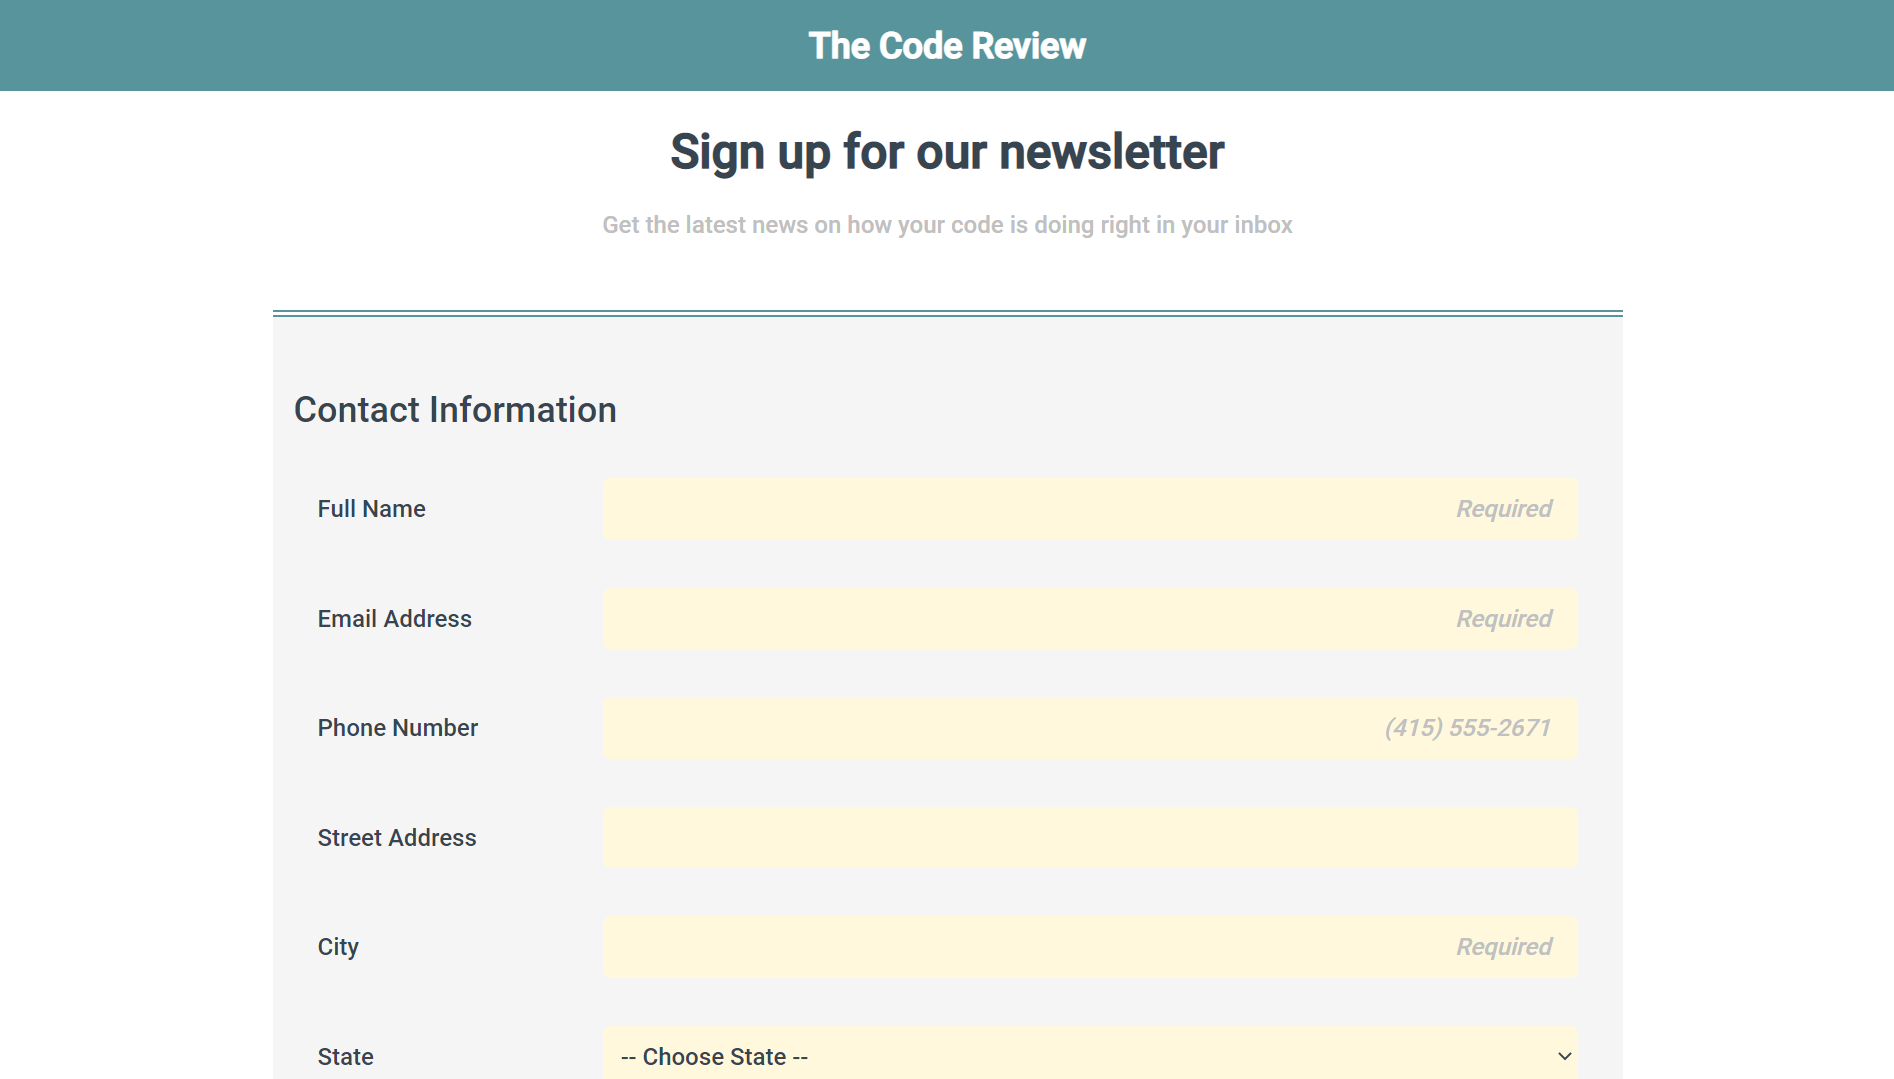 The Code Review
Sign up for our newsletter
Get the latest news on how your code is doing right in your inbox
Contact Information
Full Name
Required
Email Address
Required
Phone Number
(415) 555-2671
Street Address
City
Required
State
-- Choose State --